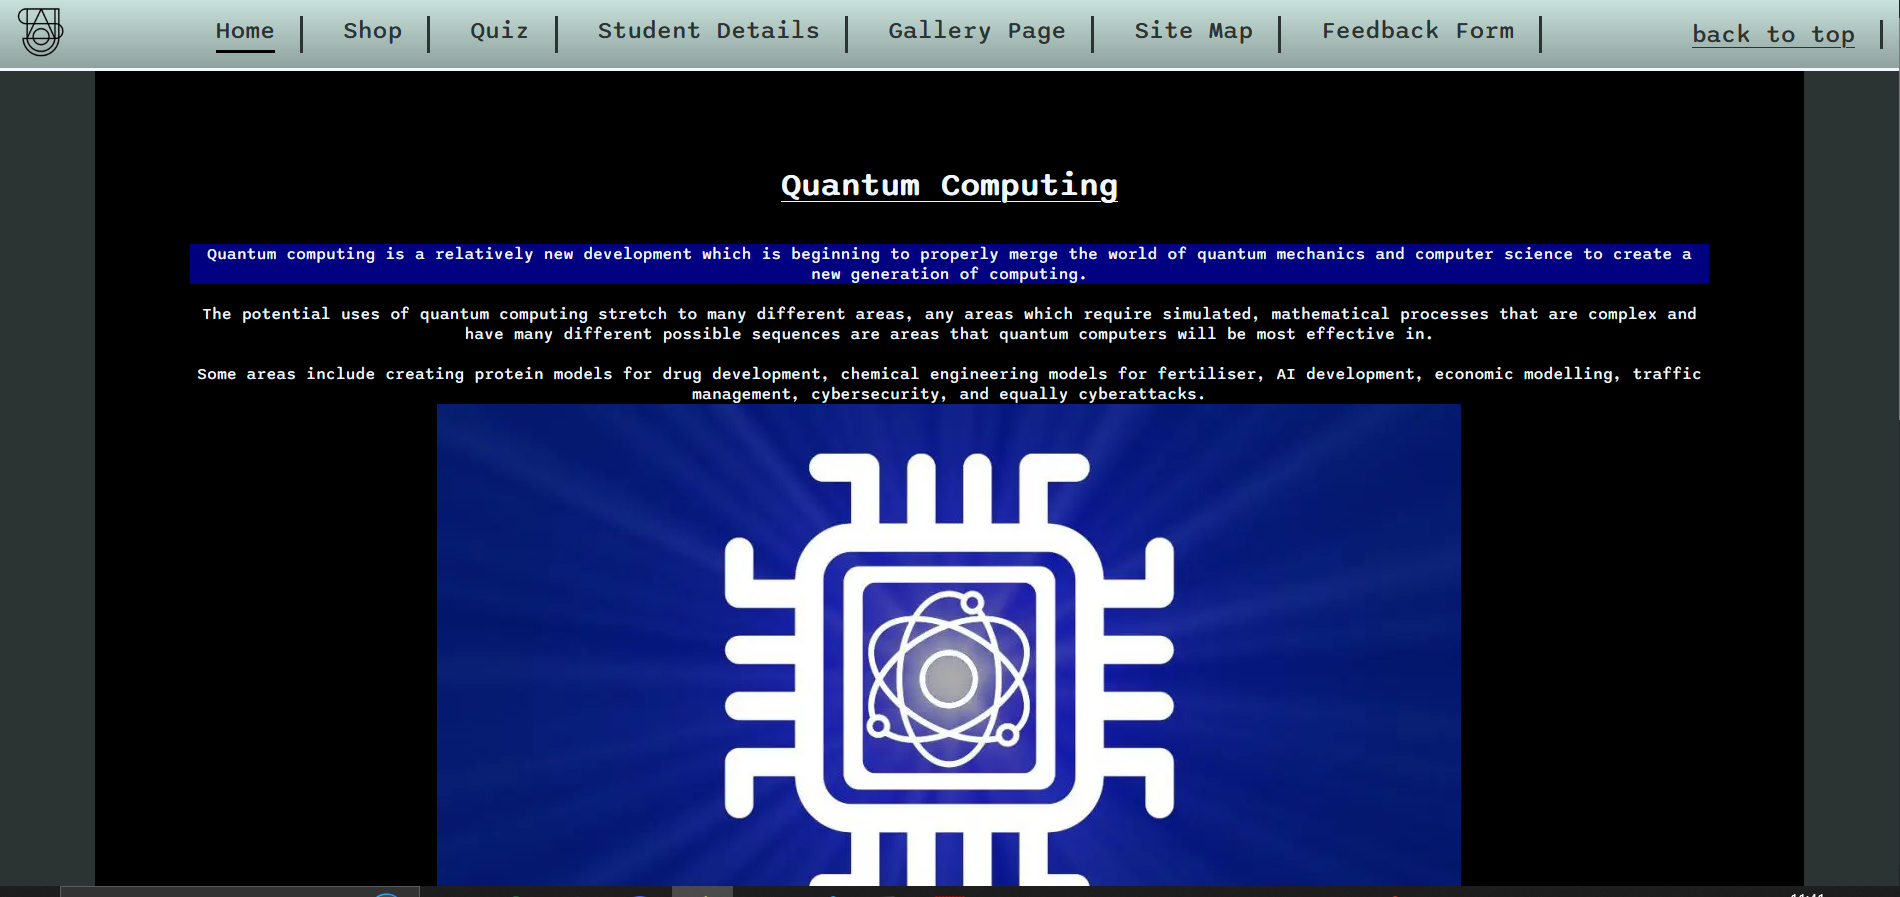 Home Shop Quiz Student Details Gallery Page Site Map Feedback Form back to top
Quantum Computing
Quantum computing is a relatively new development which is beginning to properly merge the world of quantum mechanics and computer science to create a
new generation of computing.
The potential uses of quantum computing stretch to many different areas, any areas which require simulated, mathematical processes that are complex and
have many different possible sequences are areas that quantum computers will be most effective in.
Some areas include creating protein models for drug development, chemical engineering models for fertiliser, AI development, economic modelling, traffic
management, cybersecurity, and equally cyberattacks.